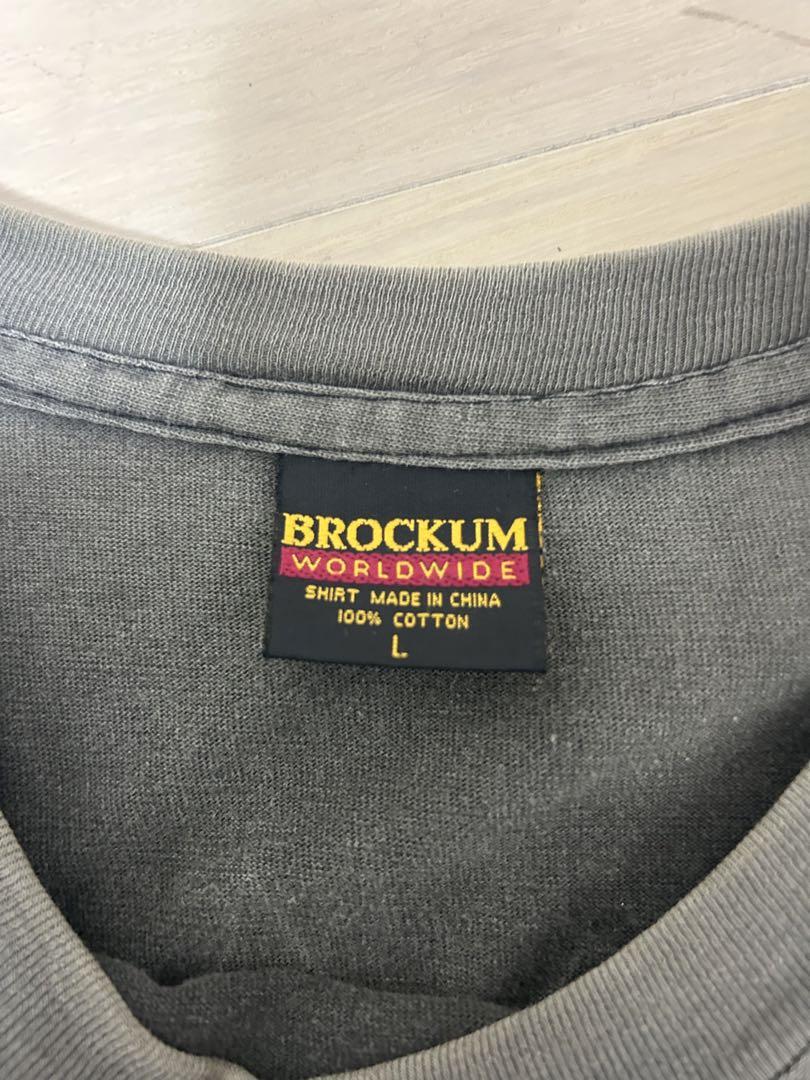 BROCKUM
WORLDWIDE
SHIRT MADE IN CHINA
100% COTTON
L